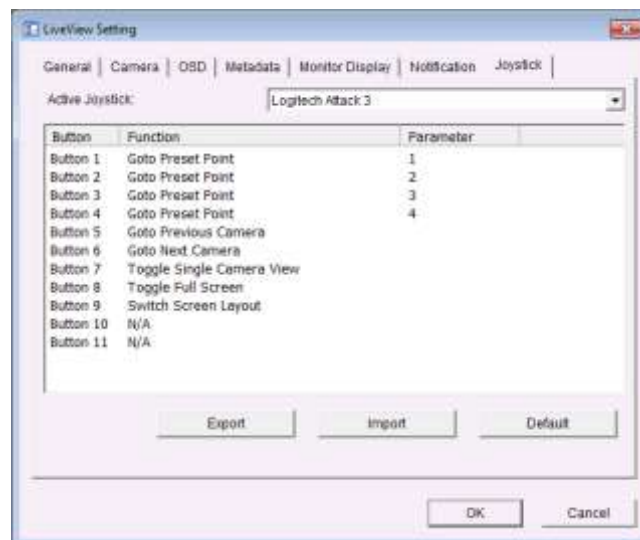 LiveView Setting
General | Camera | OSD | Metadata | Monitor Display | Notification Joystick |
Active Joystick: Logitech Attack 3
Button Function Parameter
Button 1 Goto Preset Point 1
Button 2 Goto Preset Point 2
Button 3 Goto Preset Point 3
Button 4 Goto Preset Point 4
Button 5 Goto Previous Camera
Button 6 Goto Next Camera
Button 7 Toggle Single Camera View
Button 8 Toggle Full Screen
Button 9 Switch Screen Layout
Button 10 N/A
Button 11 N/A
Export Import Default
OK Cancel